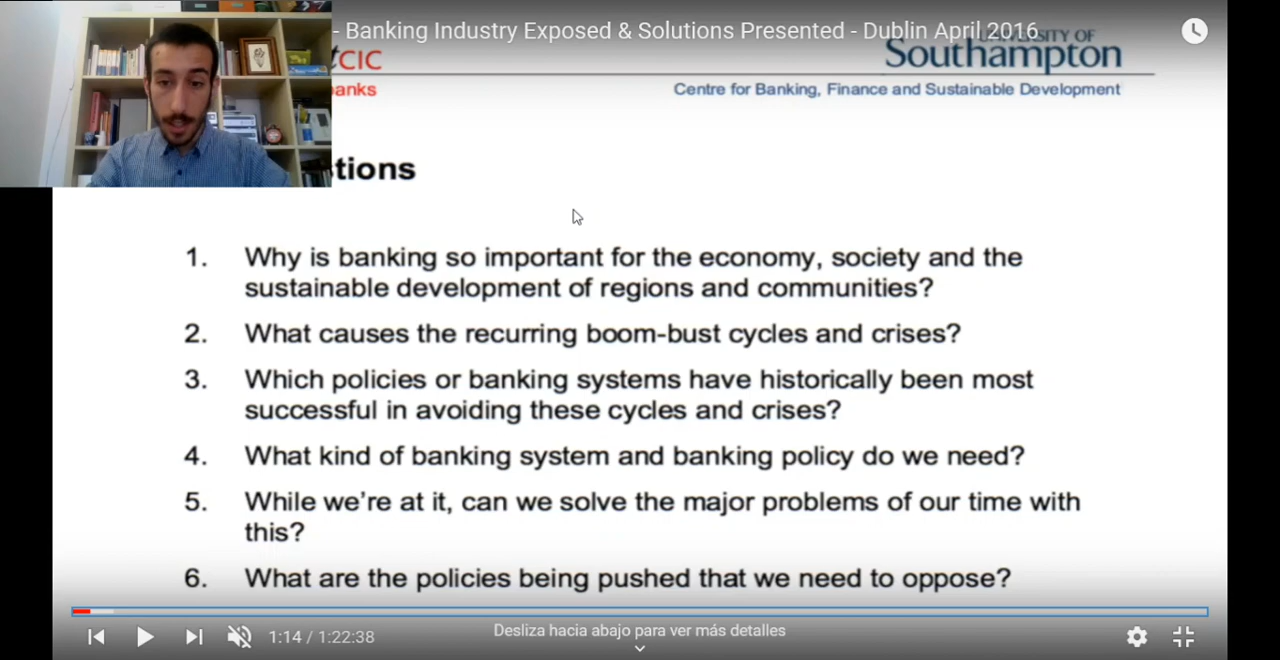 - Banking Industry Exposed & Solutions Presented - Dublin April 2016
CIC
UNIVERSITY OF
Southampton
anks
Centre for Banking, Finance and Sustainable Development
tions
1. Why is banking so important for the economy, society and the
sustainable development of regions and communities?
2. What causes the recurring boom-bust cycles and crises?
3. Which policies or banking systems have historically been most
successful in avoiding these cycles and crises?
4. What kind of banking system and banking policy do we need?
5. While we're at it, can we solve the major problems of our time with
this?
6. What are the policies being pushed that we need to oppose?
1:14 / 1:22:38
Desliza hacia abajo para ver más detalles